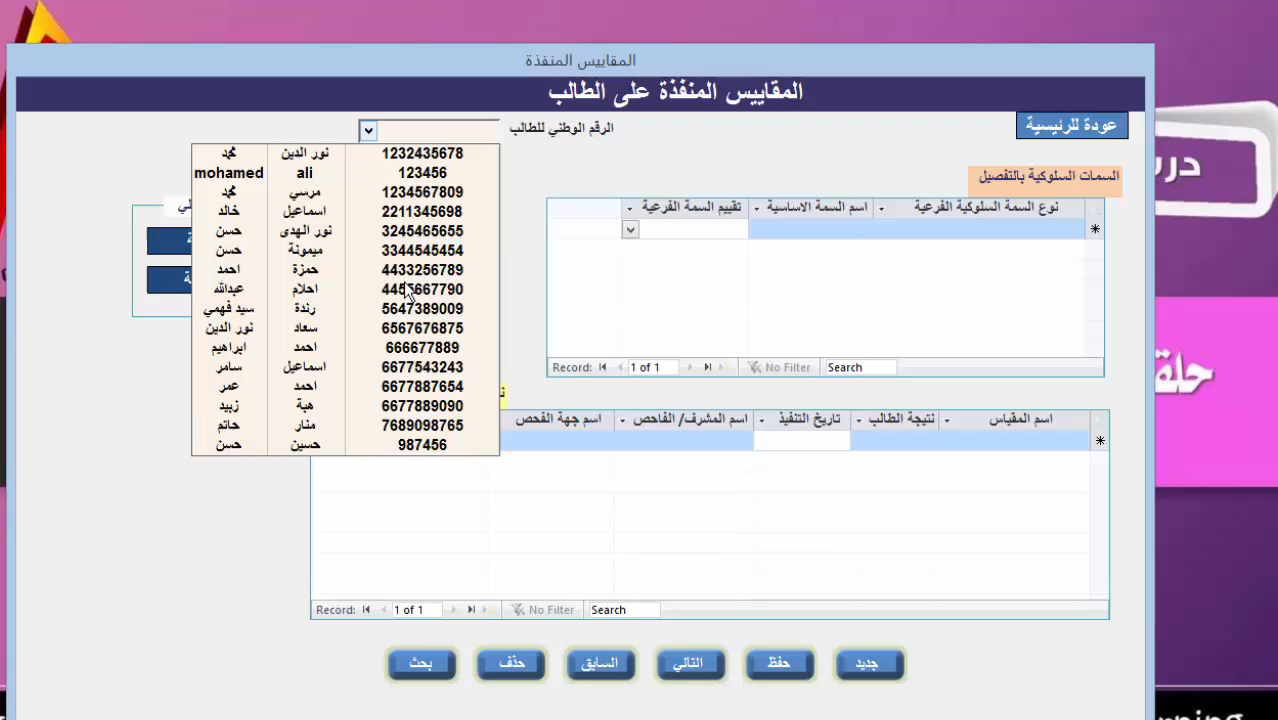 المقاييس المنفذة
المقاييس المنفذة على الطالب
عودة للرئيسية
الرقم الوطني للطالب
1232435678 نور الدين محمد
123456 ali mohamed
1234567809 مرسي محمد
2211345698 اسماعيل خالد
3245465655 نور الهدى حسن
3344545454 ميمونة حسن
4433256789 حمزة احمد
احلام عبدالله
5647389009 رندة سيد فهمي
6567676875 سعاد نور الدين
666677889 احمد ابراهيم
6677543243 اسماعيل سامر
6677887654 احمد عمر
6677889090 هبة زبيد
7689098765 منار حاتم
987456 حسين حسن
السمات السلوكية بالتفصيل
نوع السمة السلوكية الفرعية اسم السمة الاساسية تقييم السمة الفرعية
Record: 1 of 1 No Filter Search
اسم المقياس نتيجة الطالب تاريخ التنفيذ اسم المشرف/ الفاحص اسم جهة الفحص
Record: 1 of 1 No Filter Search
جديد حفظ التالي السابق حذف بحث